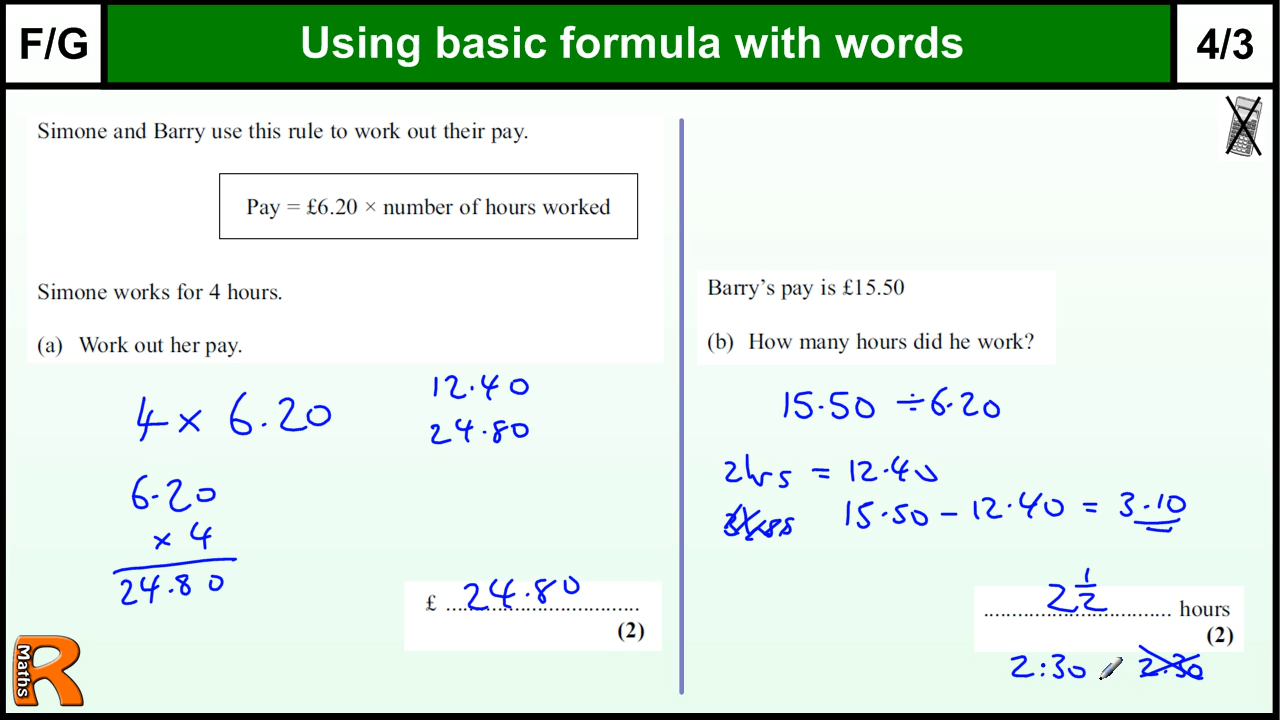 F/G
Using basic formula with words
4/3
Simone and Barry use this rule to work out their pay.
Pay = £6.20 × number of hours worked
Simone works for 4 hours.
(a) Work out her pay.
4 × 6.20
12.40
24.80
6.20
× 4
24.80
£ 24.80
(2)
Barry's pay is £15.50
(b) How many hours did he work?
15.50 ÷ 6.20
2hrs = 12.40
15.50 – 12.40 = 3.10
2 1/2 hours
(2)
2:30 2.30
R Maths